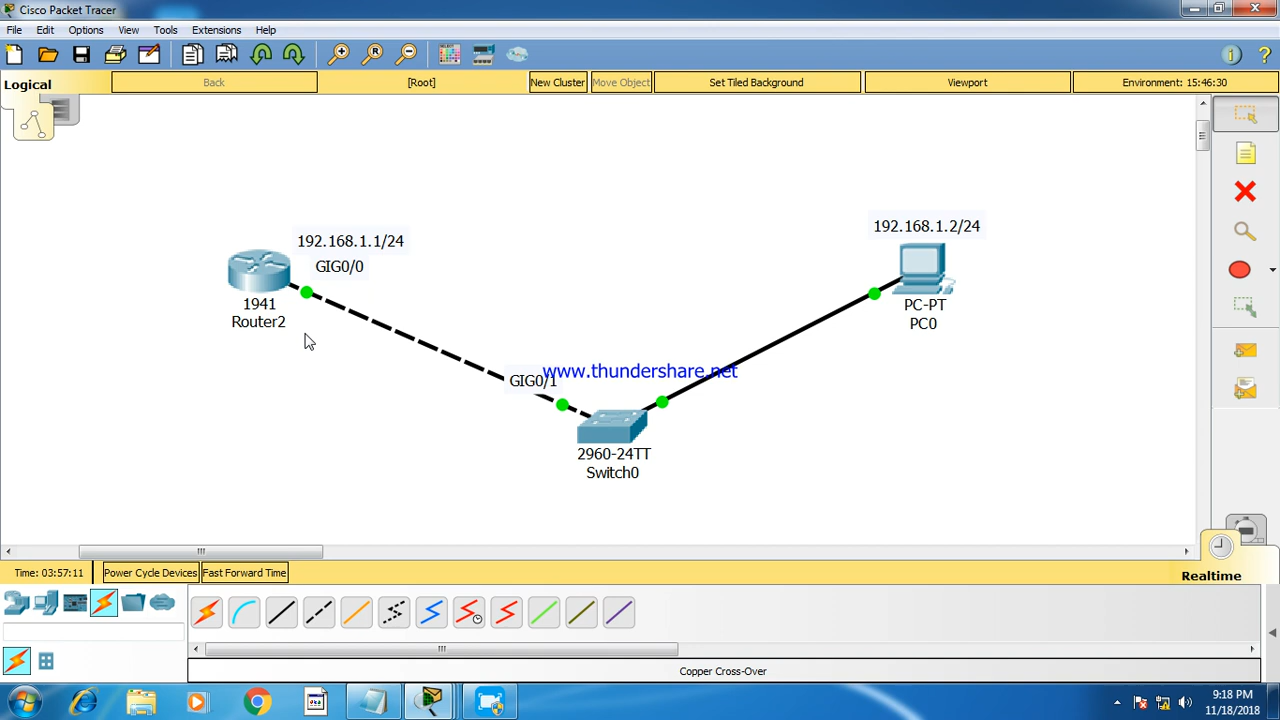 Cisco Packet Tracer
File Edit Options View Tools Extensions Help
Logical Back [Root] New Cluster Move Object Set Tiled Background Viewport Environment: 15:46:30
192.168.1.1/24
GIG0/0
1941
Router2
192.168.1.2/24
PC-PT
PC0
GIG0/1
www.thundershare.net
2960-24TT
Switch0
Time: 03:57:11 Power Cycle Devices Fast Forward Time Realtime
Copper Cross-Over
9:18 PM
11/18/2018